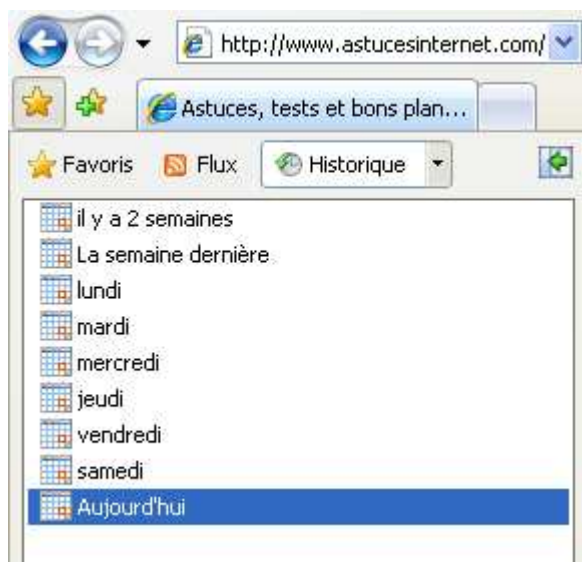 http://www.astucesinternet.com/
Astuces, tests et bons plan...
Favoris Flux Historique
il y a 2 semaines
La semaine dernière
lundi
mardi
mercredi
jeudi
vendredi
samedi
Aujourd'hui